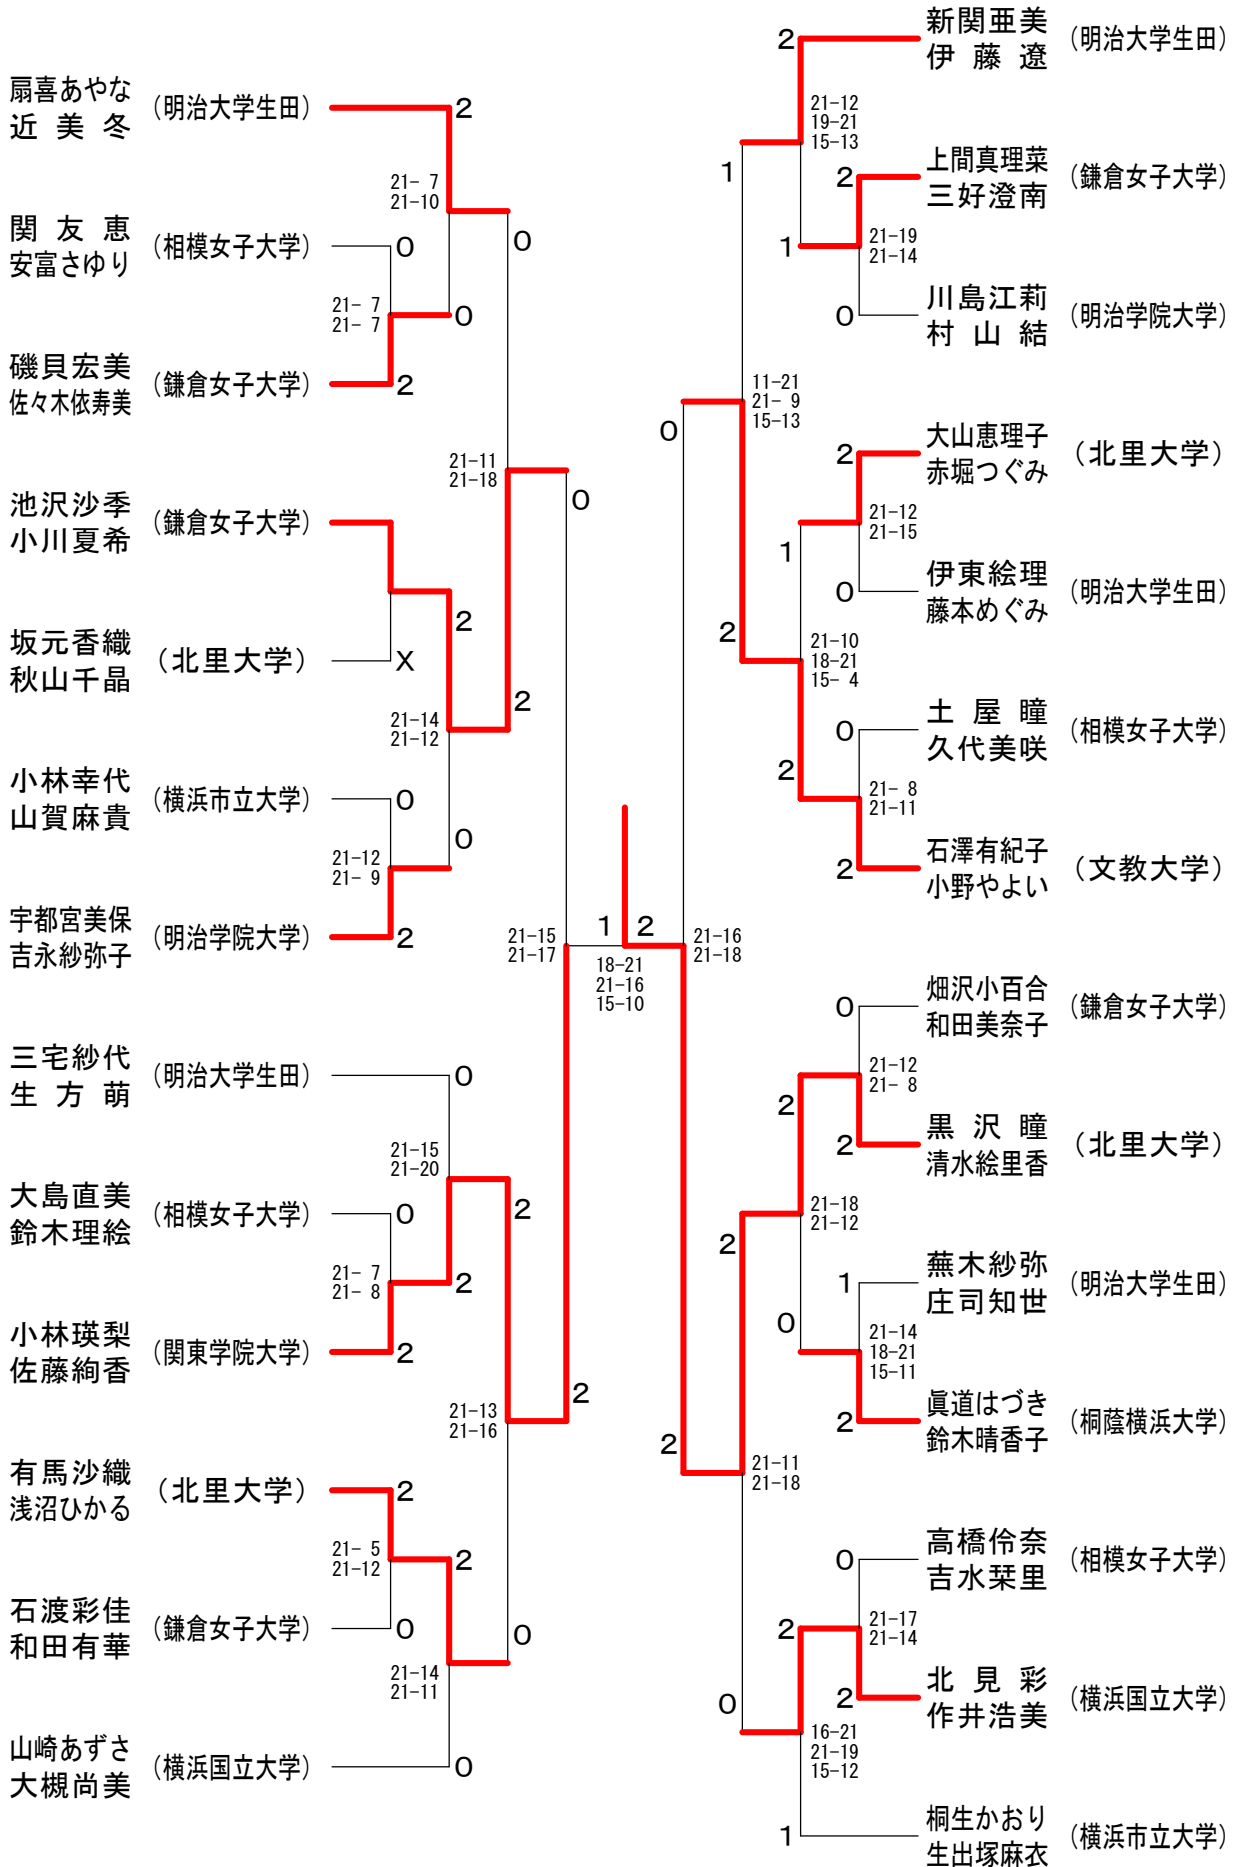 扇喜あやな
近美冬
(明治大学生田)
2
21- 7
21-10
0
関友恵
安富さゆり
(相模女子大学)
0
21- 7
21- 7
0
磯貝宏美
佐々木依寿美
(鎌倉女子大学)
2
21-11
21-18
0
池沢沙季
小川夏希
(鎌倉女子大学)
2
坂元香織
秋山千晶
(北里大学)
X
2
21-14
21-12
小林幸代
山賀麻貴
(横浜市立大学)
0
0
21-12
21- 9
宇都宮美保
吉永紗弥子
(明治学院大学)
2
21-15
21-17
1
2
18-21
21-16
15-10
三宅紗代
生方萌
(明治大学生田)
0
21-15
21-20
大島直美
鈴木理絵
(相模女子大学)
0
2
21- 7
21- 8
2
小林瑛梨
佐藤絢香
(関東学院大学)
2
21-13
21-16
2
有馬沙織
浅沼ひかる
(北里大学)
2
21- 5
21-12
2
石渡彩佳
和田有華
(鎌倉女子大学)
0
0
21-14
21-11
山崎あずさ
大槻尚美
(横浜国立大学)
0
2
新関亜美
伊藤遼
(明治大学生田)
21-12
19-21
15-13
1
2
上間真理菜
三好澄南
(鎌倉女子大学)
1
21-19
21-14
0
川島江莉
村山結
(明治学院大学)
11-21
21- 9
15-13
0
2
大山恵理子
赤堀つぐみ
(北里大学)
21-12
21-15
1
0
伊東絵理
藤本めぐみ
(明治大学生田)
2
21-10
18-21
15- 4
0
土屋瞳
久代美咲
(相模女子大学)
2
21- 8
21-11
2
石澤有紀子
小野やよい
(文教大学)
21-16
21-18
0
畑沢小百合
和田美奈子
(鎌倉女子大学)
21-12
21- 8
2
2
黒沢瞳
清水絵里香
(北里大学)
21-18
21-12
2
1
蕪木紗弥
庄司知世
(明治大学生田)
0
21-14
18-21
15-11
2
眞道はづき
鈴木晴香子
(桐蔭横浜大学)
2
21-11
21-18
0
高橋伶奈
吉水栞里
(相模女子大学)
2
21-17
21-14
2
北見彩
作井浩美
(横浜国立大学)
0
16-21
21-19
15-12
1
桐生かおり
生出塚麻衣
(横浜市立大学)